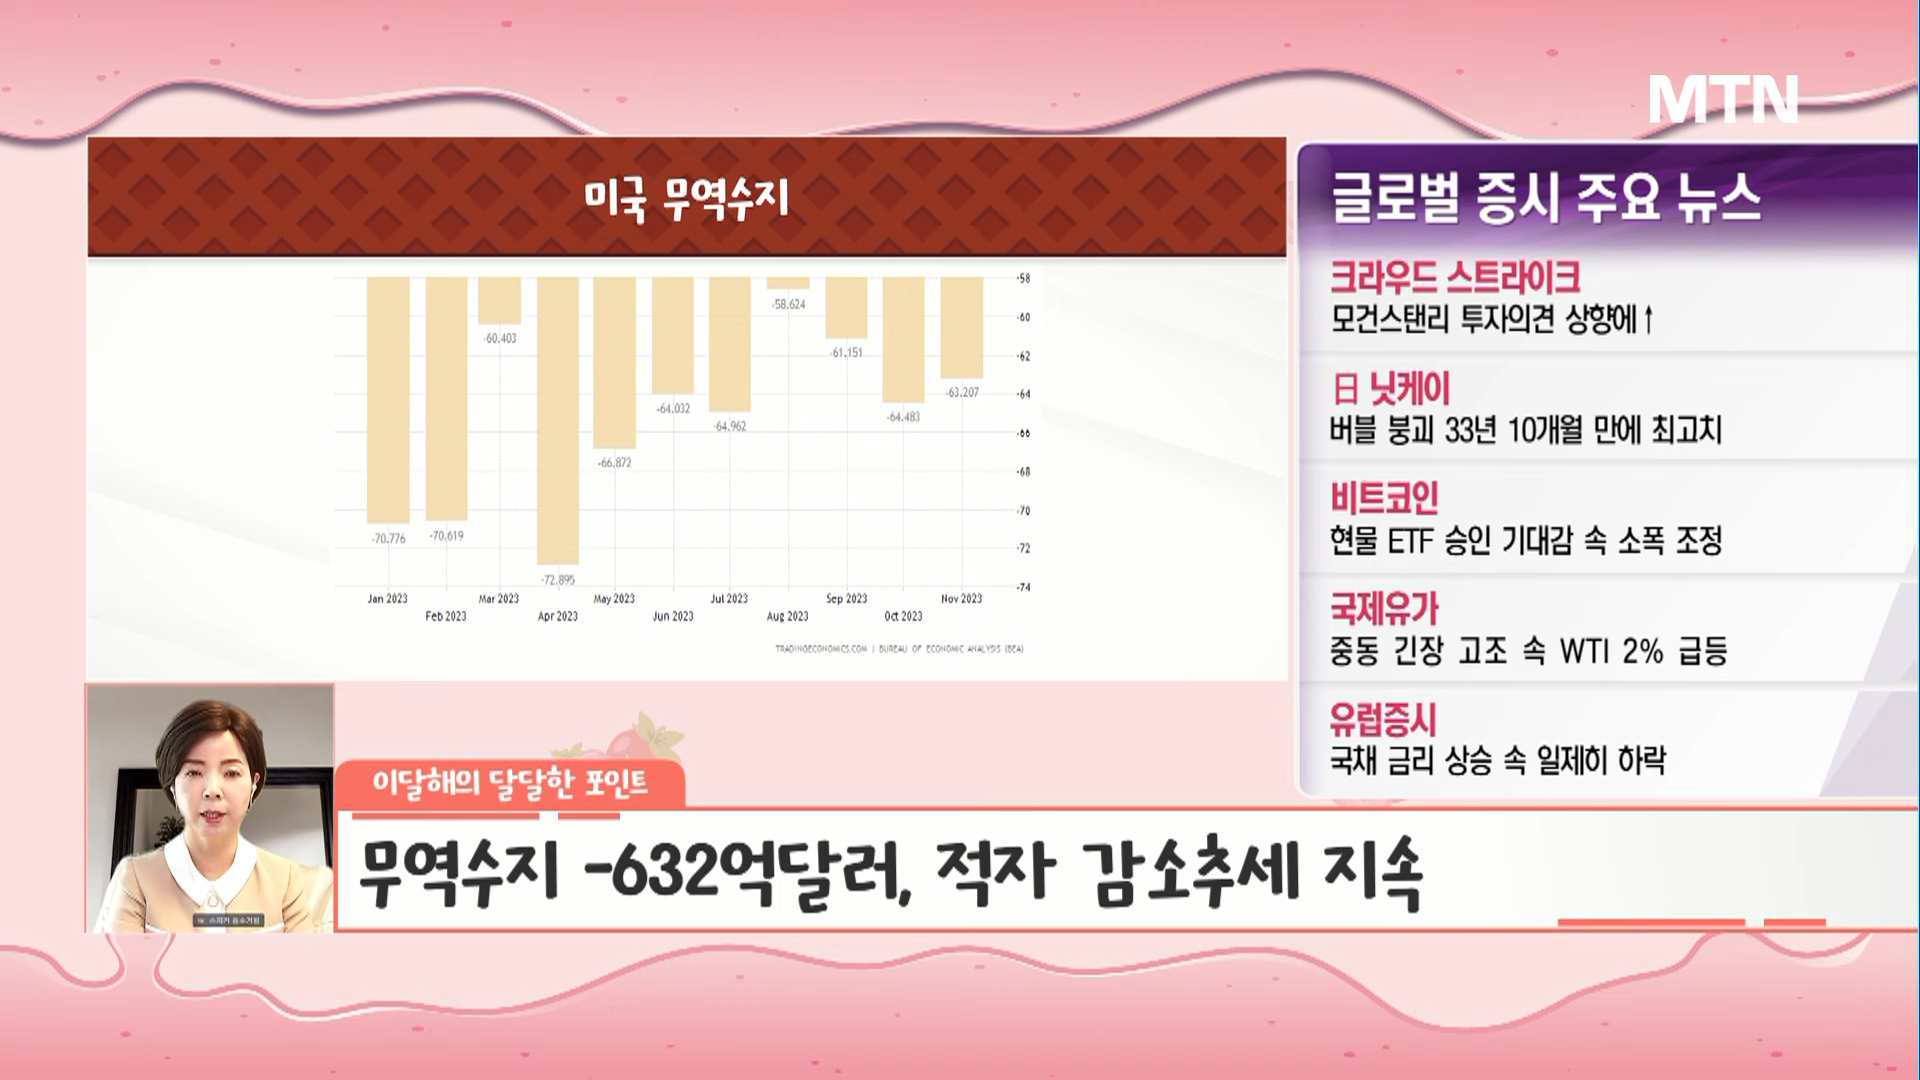 MTN
미국 무역수지
-58
-60
-62
-64
-66
-68
-70
-72
-74
-70.776
-70.619
-60.403
-72.895
-66.872
-64.032
-64.962
-58.624
-61.151
-64.483
-63.207
Jan 2023
Feb 2023
Mar 2023
Apr 2023
May 2023
Jun 2023
Jul 2023
Aug 2023
Sep 2023
Oct 2023
Nov 2023
TRADINGECONOMICS.COM | BUREAU OF ECONOMIC ANALYSIS (BEA)
글로벌 증시 주요 뉴스
크라우드 스트라이크
모건스탠리 투자의견 상향에↑
日 닛케이
버블 붕괴 33년 10개월 만에 최고치
비트코인
현물 ETF 승인 기대감 속 소폭 조정
국제유가
중동 긴장 고조 속 WTI 2% 급등
유럽증시
국채 금리 상승 속 일제히 하락
이달해의 달달한 포인트
무역수지 -632억달러, 적자 감소추세 지속
스피커 음소거됨